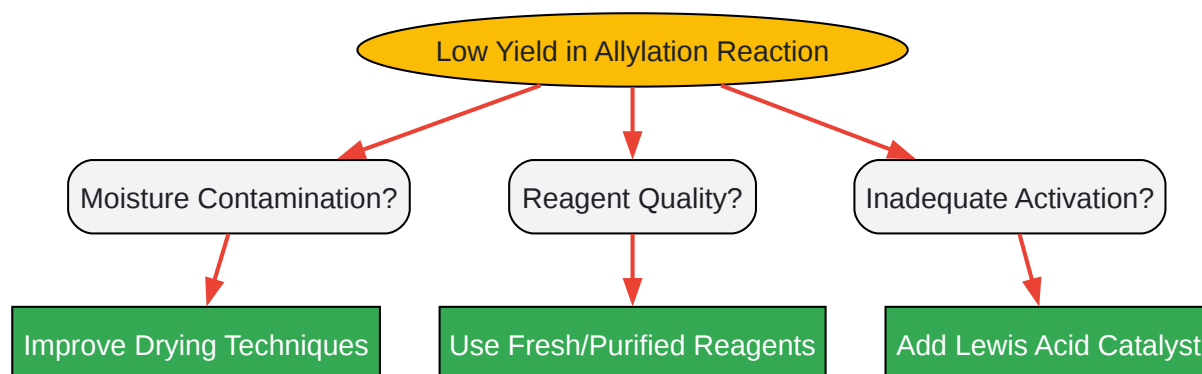 Low Yield in Allylation Reaction
Moisture Contamination?
Reagent Quality?
Inadequate Activation?
Improve Drying Techniques
Use Fresh/Purified Reagents
Add Lewis Acid Catalyst